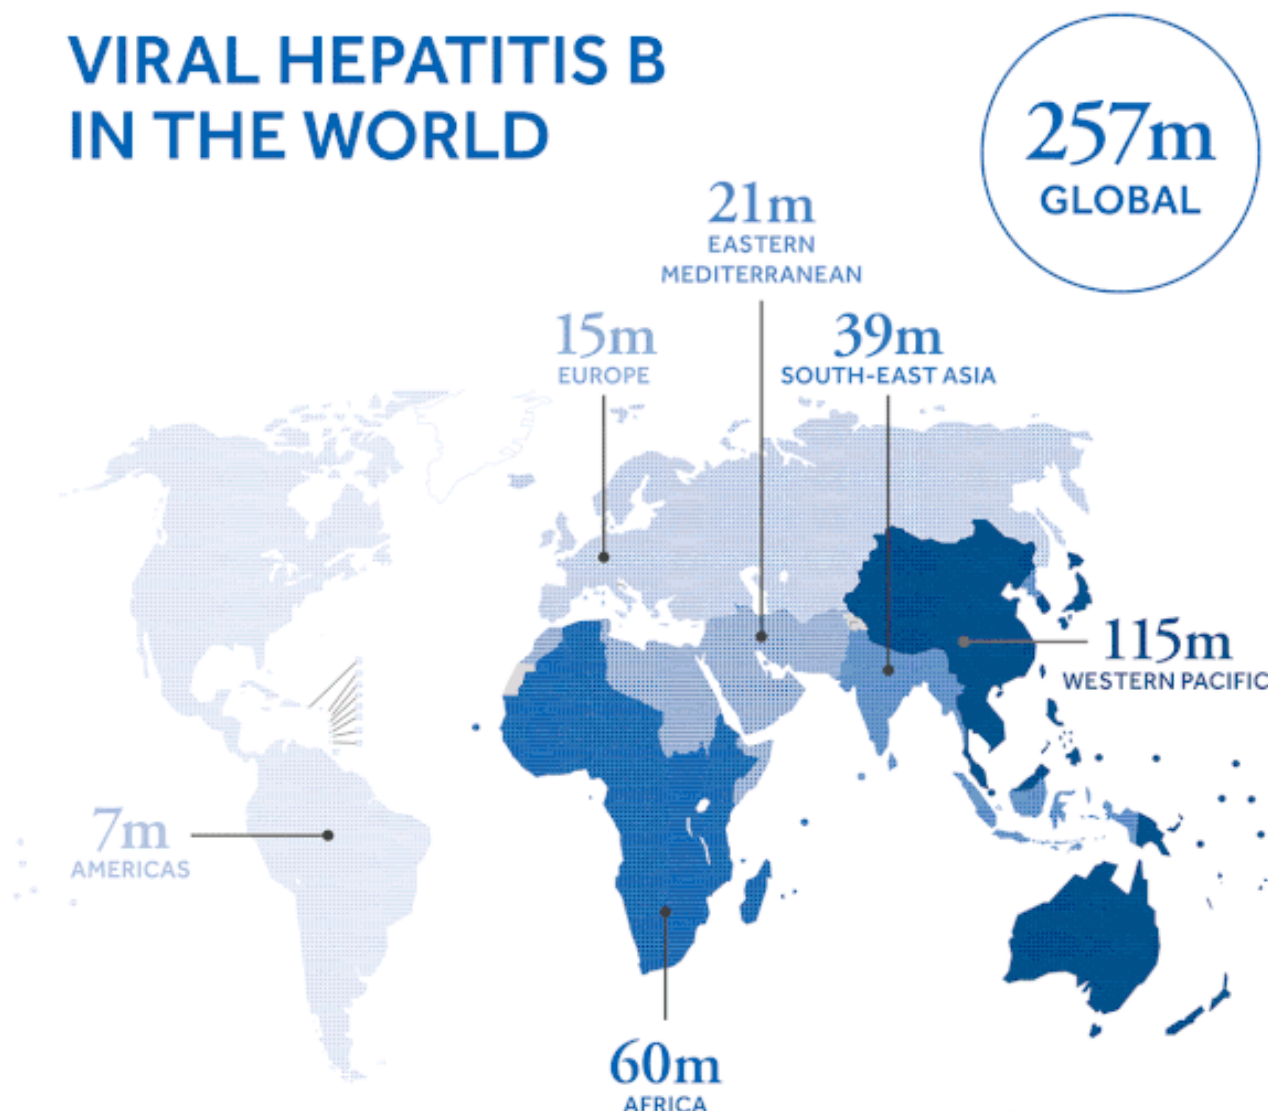 VIRAL HEPATITIS B
IN THE WORLD
257m
GLOBAL
21m
EASTERN
MEDITERRANEAN
15m
EUROPE
39m
SOUTH-EAST ASIA
115m
WESTERN PACIFIC
7m
AMERICAS
60m
AFRICA